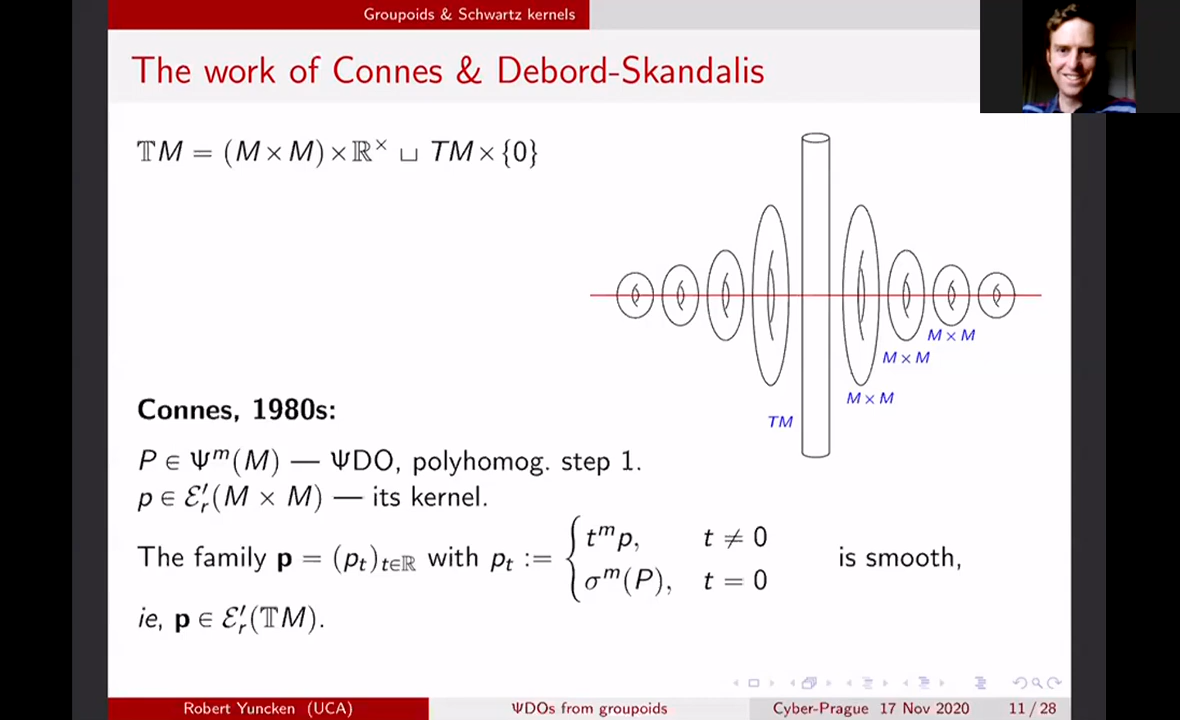 Groupoids & Schwartz kernels
The work of Connes & Debord-Skandalis
𝕋M = (M × M) × ℝ^× ⊔ TM × {0}
M × M
M × M
M × M
TM
Connes, 1980s:
P ∈ Ψ^m(M) — ΨDO, polyhomog. step 1.
p ∈ ℰ′_r(M × M) — its kernel.
The family 𝐩 = (p_t)_{t∈ℝ} with p_t := { t^m p, t ≠ 0
σ^m(P), t = 0
is smooth,
ie, 𝐩 ∈ ℰ′_r(𝕋M).
Robert Yuncken (UCA) ΨDOs from groupoids Cyber-Prague 17 Nov 2020 11 / 28